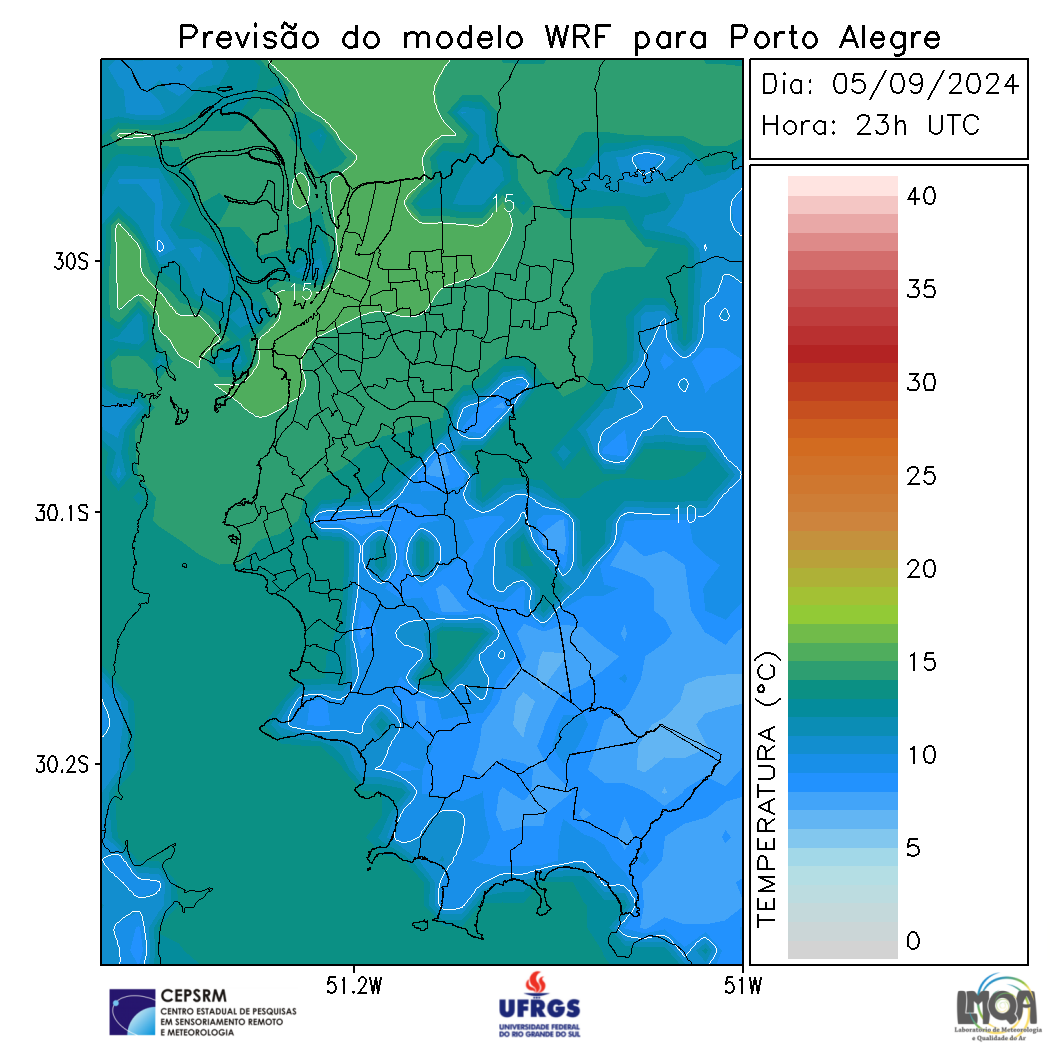 Previsão do modelo WRF para Porto Alegre
Dia: 05/09/2024
Hora: 23h UTC
40
35
30
25
20
15
10
5
0
TEMPERATURA (°C)
15
15
10
30S
30.1S
30.2S
51.2W
51W
CEPSRM
CENTRO ESTADUAL DE PESQUISAS
EM SENSORIAMENTO REMOTO
E METEOROLOGIA
UFRGS
UNIVERSIDADE FEDERAL
DO RIO GRANDE DO SUL
LMQA
Laboratório de Meteorologia
e Qualidade do Ar